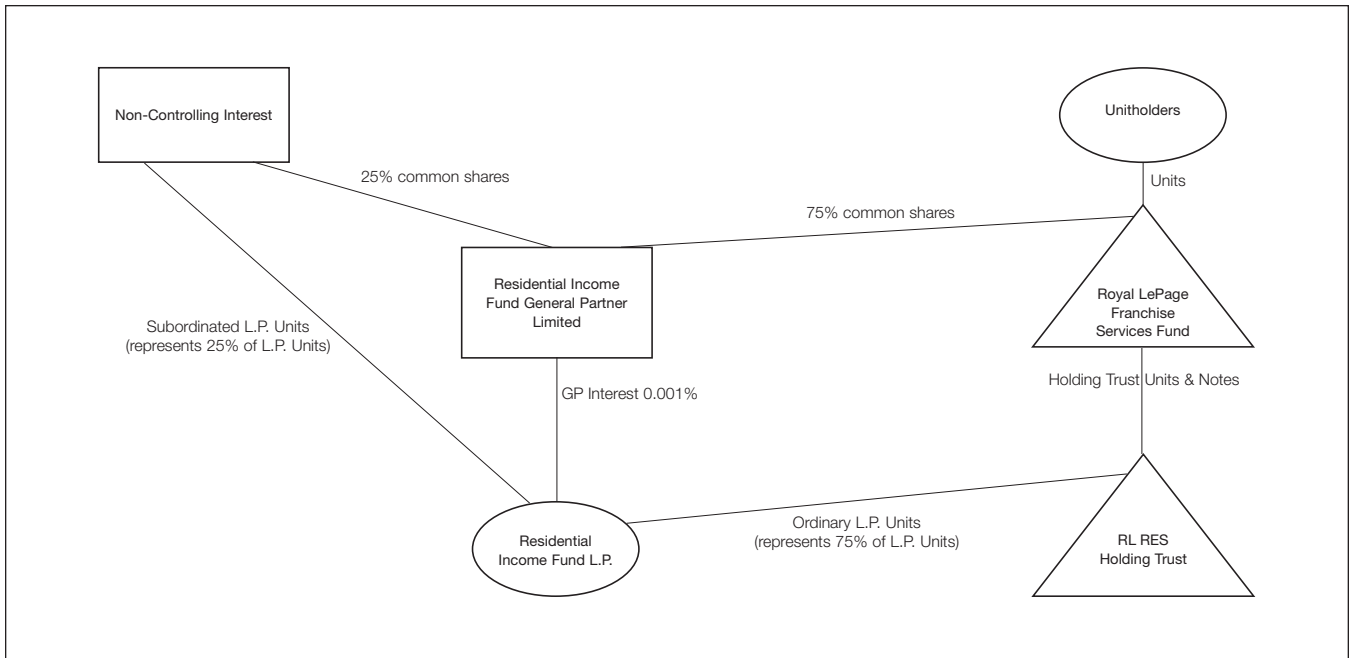 Non-Controlling Interest
Unitholders
25% common shares
Units
75% common shares
Residential Income
Fund General Partner
Limited
Royal LePage
Franchise
Services Fund
Subordinated L.P. Units
(represents 25% of L.P. Units)
GP Interest 0.001%
Holding Trust Units & Notes
Ordinary L.P. Units
(represents 75% of L.P. Units)
Residential
Income Fund L.P.
RL RES
Holding Trust